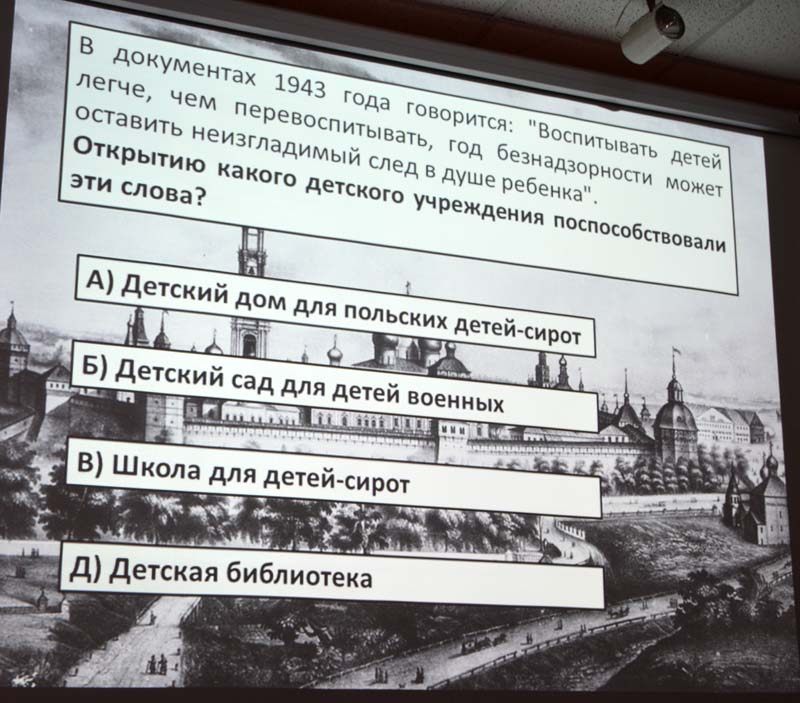 В документах 1943 года говорится: "Воспитывать детей
легче, чем перевоспитывать, год безнадзорности может
оставить неизгладимый след в душе ребенка".
Открытию какого детского учреждения поспособствовали
эти слова?
А) Детский дом для польских детей-сирот
Б) Детский сад для детей военных
В) Школа для детей-сирот
Д) Детская библиотека